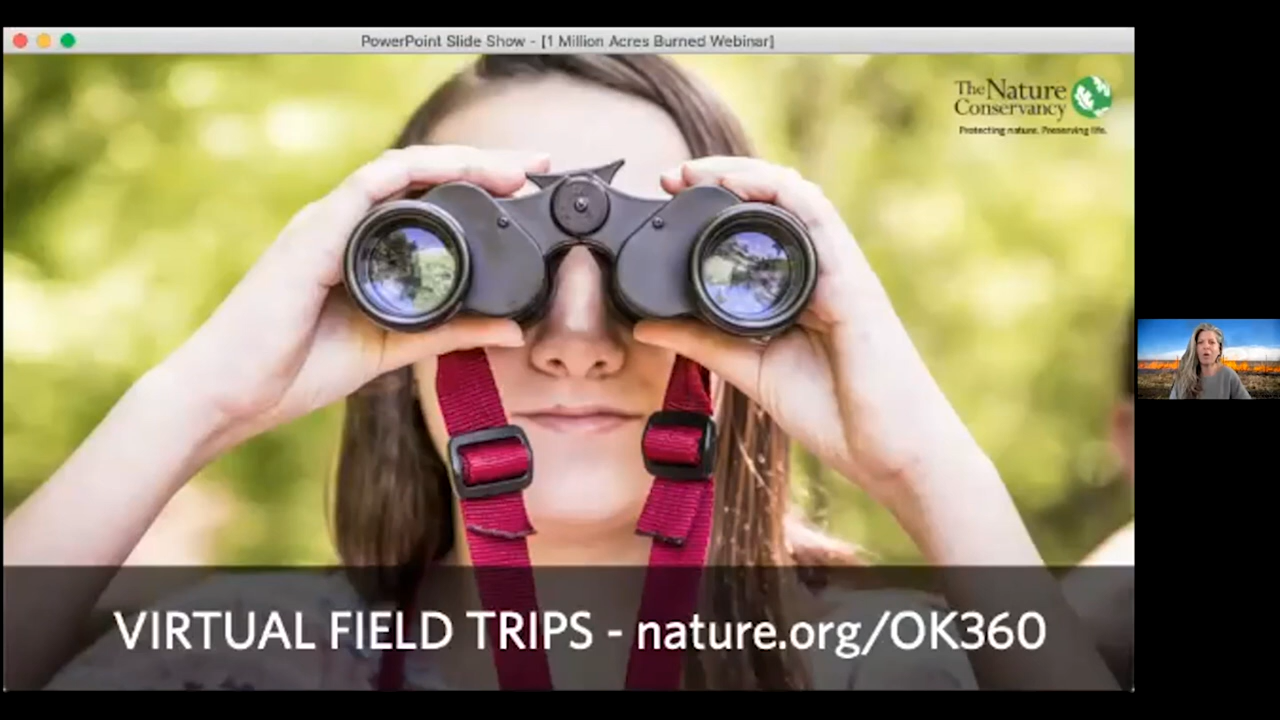 PowerPoint Slide Show - [1 Million Acres Burned Webinar]
The Nature
Conservancy
Protecting nature. Preserving life.
VIRTUAL FIELD TRIPS - nature.org/OK360